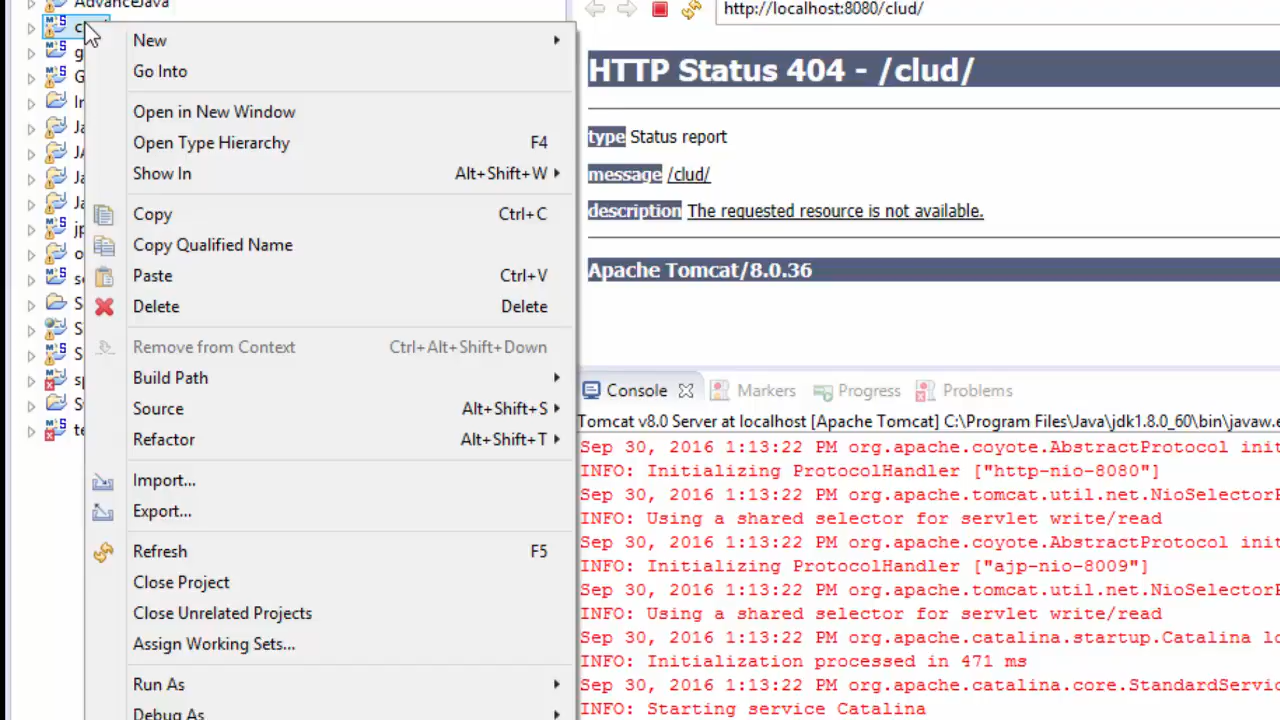 AdvanceJava
New
Go Into
Open in New Window
Open Type Hierarchy F4
Show In Alt+Shift+W
Copy Ctrl+C
Copy Qualified Name
Paste Ctrl+V
Delete Delete
Remove from Context Ctrl+Alt+Shift+Down
Build Path
Source Alt+Shift+S
Refactor Alt+Shift+T
Import...
Export...
Refresh F5
Close Project
Close Unrelated Projects
Assign Working Sets...
Run As
Debug As
http://localhost:8080/clud/
HTTP Status 404 - /clud/
type Status report
message /clud/
description The requested resource is not available.
Apache Tomcat/8.0.36
Console Markers Progress Problems
Tomcat v8.0 Server at localhost [Apache Tomcat] C:\Program Files\Java\jdk1.8.0_60\bin\javaw.e
Sep 30, 2016 1:13:22 PM org.apache.coyote.AbstractProtocol init
INFO: Initializing ProtocolHandler ["http-nio-8080"]
Sep 30, 2016 1:13:22 PM org.apache.tomcat.util.net.NioSelectorP
INFO: Using a shared selector for servlet write/read
Sep 30, 2016 1:13:22 PM org.apache.coyote.AbstractProtocol init
INFO: Initializing ProtocolHandler ["ajp-nio-8009"]
Sep 30, 2016 1:13:22 PM org.apache.tomcat.util.net.NioSelectorP
INFO: Using a shared selector for servlet write/read
Sep 30, 2016 1:13:22 PM org.apache.catalina.startup.Catalina lo
INFO: Initialization processed in 471 ms
Sep 30, 2016 1:13:22 PM org.apache.catalina.core.StandardServic
INFO: Starting service Catalina